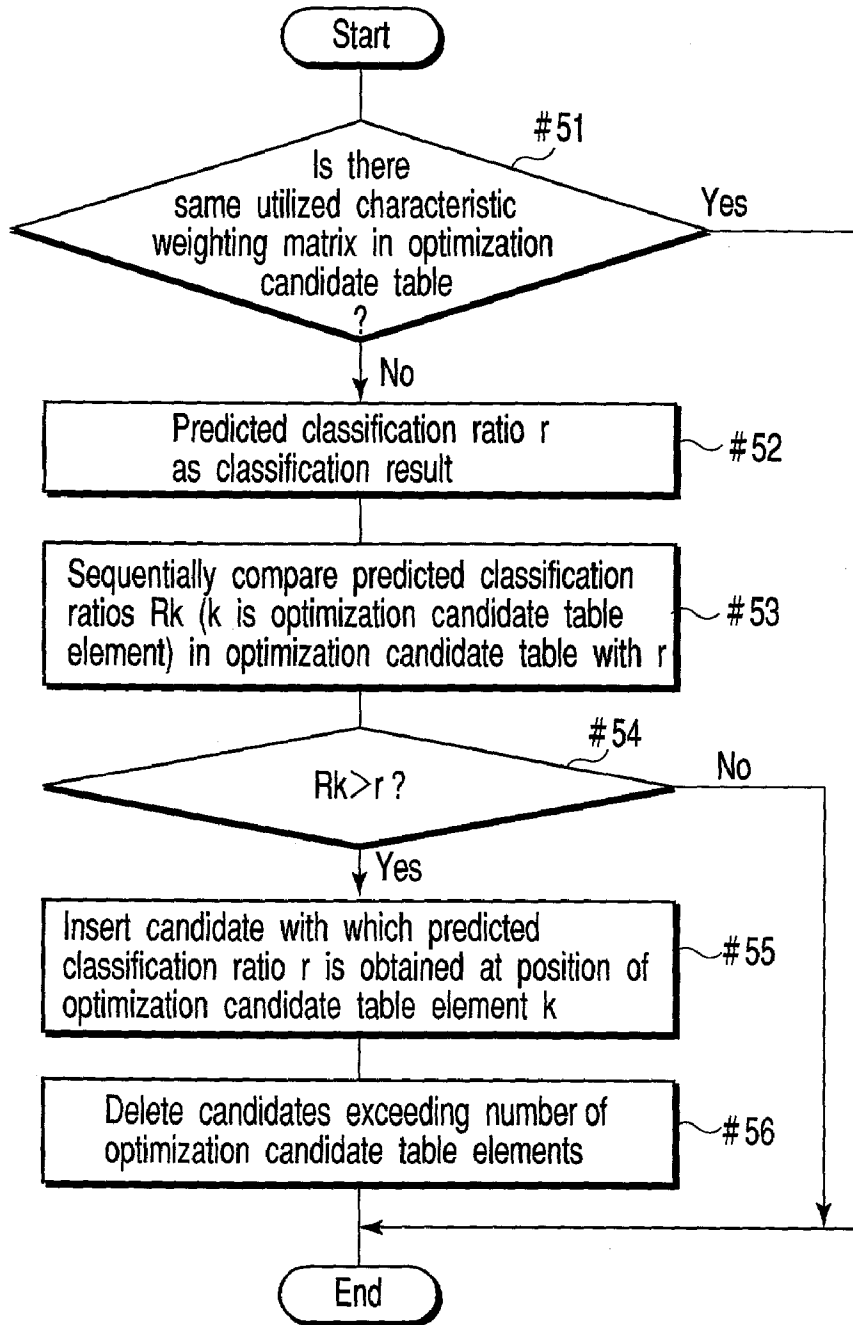 Start
#51
Is there
same utilized characteristic
weighting matrix in optimization
candidate table
?
Yes
No
Predicted classification ratio r
as classification result
#52
Sequentially compare predicted classification
ratios Rk (k is optimization candidate table
element) in optimization candidate table with r
#53
#54
Rk>r ?
No
Yes
Insert candidate with which predicted
classification ratio r is obtained at position of
optimization candidate table element k
#55
Delete candidates exceeding number of
optimization candidate table elements
#56
End